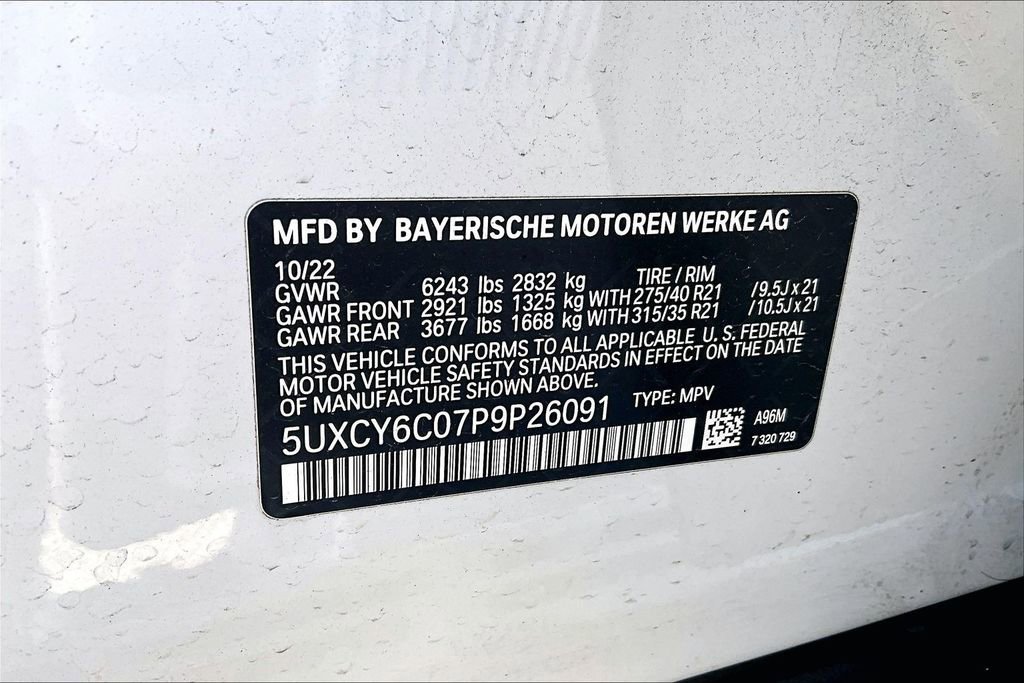 MFD BY BAYERISCHE MOTOREN WERKE AG
10/22
GVWR 6243 lbs 2832 kg TIRE / RIM
GAWR FRONT 2921 lbs 1325 kg WITH 275/40 R21 /9.5J x 21
GAWR REAR 3677 lbs 1668 kg WITH 315/35 R21 /10.5J x 21
THIS VEHICLE CONFORMS TO ALL APPLICABLE U. S. FEDERAL
MOTOR VEHICLE SAFETY STANDARDS IN EFFECT ON THE DATE
OF MANUFACTURE SHOWN ABOVE.
5UXCY6C07P9P26091 TYPE: MPV
A96M
7 320 729